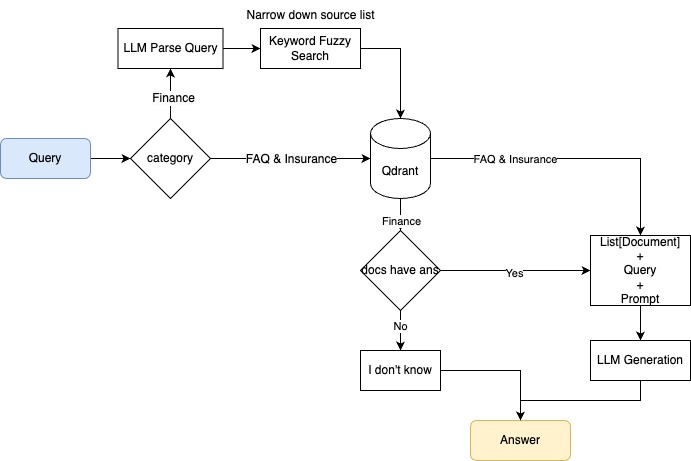 Narrow down source list
LLM Parse Query
Keyword Fuzzy
Search
Finance
Query
category
FAQ & Insurance
Qdrant
FAQ & Insurance
Finance
docs have ans
Yes
List[Document]
+
Query
+
Prompt
No
I don't know
LLM Generation
Answer